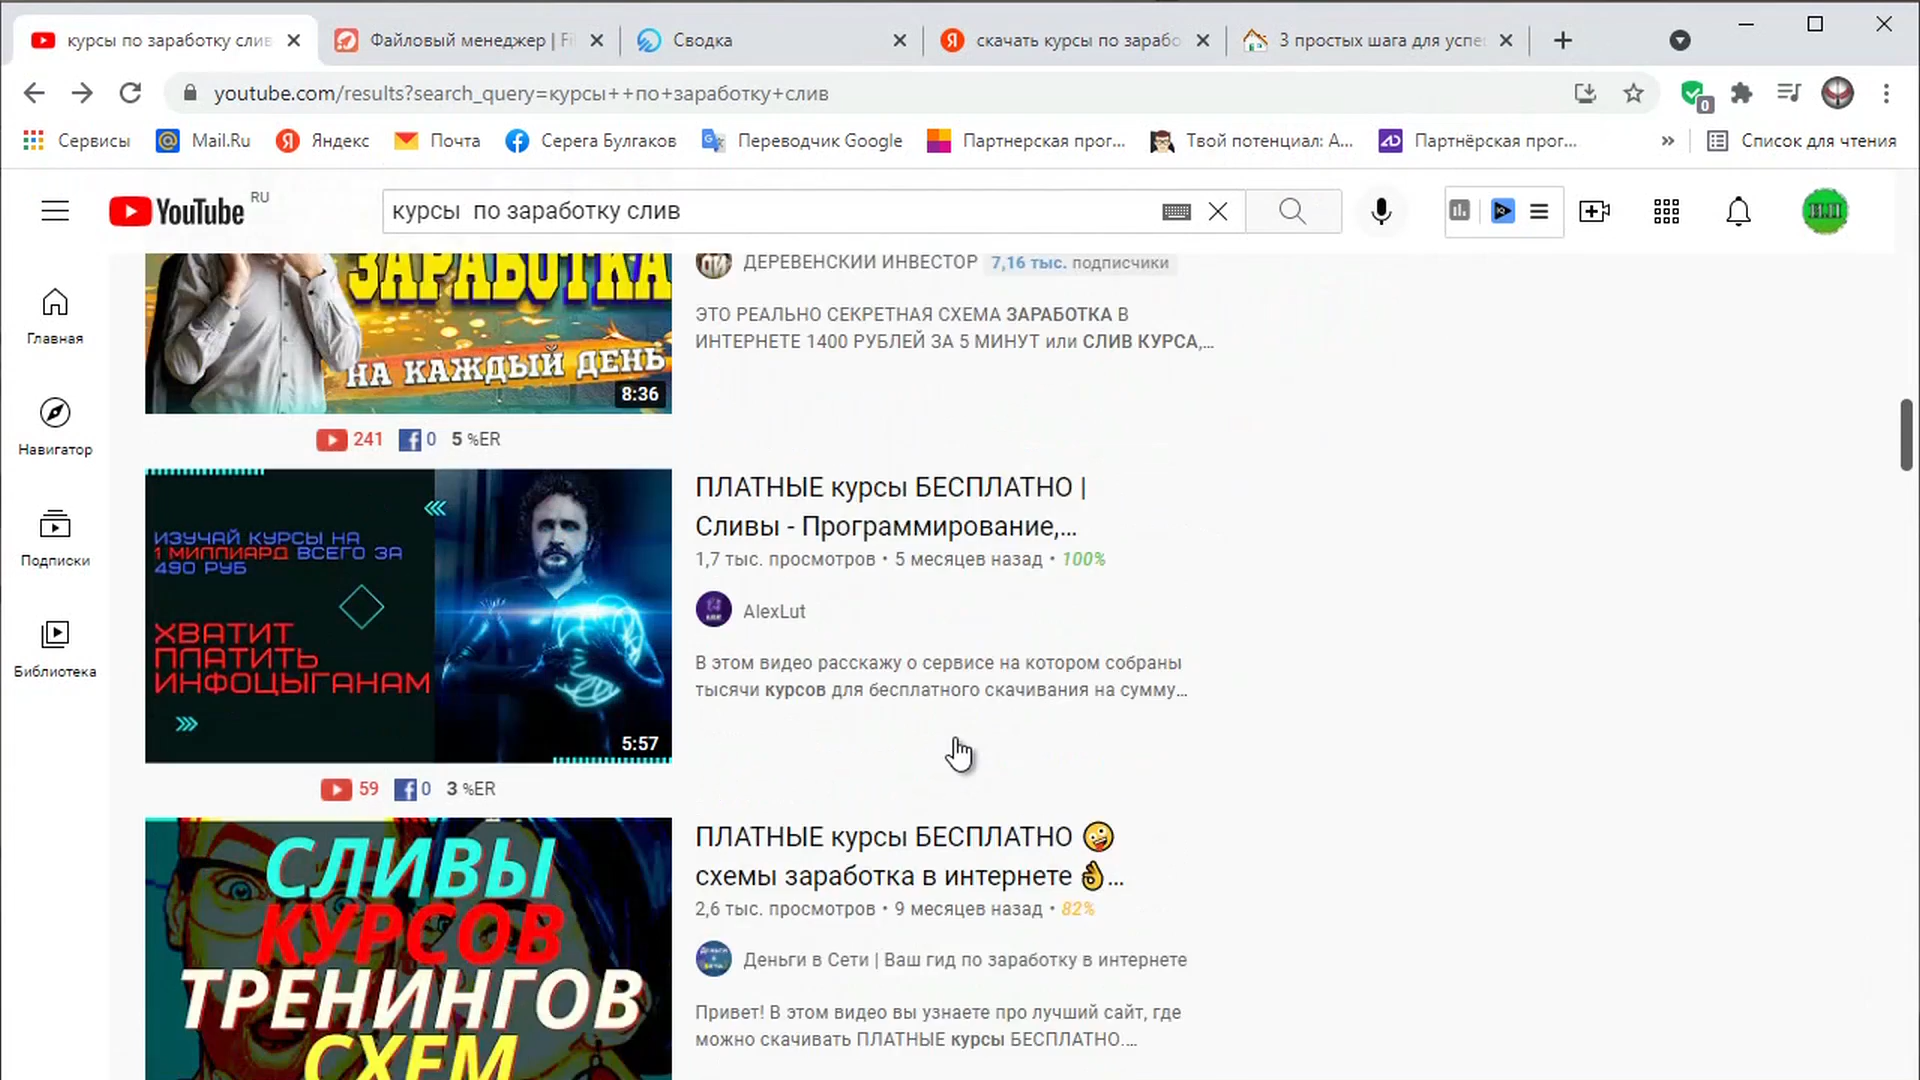 курсы по заработку слив
Файловый менеджер | Fi
Сводка
скачать курсы по зарабо
3 простых шага для успе
youtube.com/results?search_query=курсы++по+заработку+слив
0
Сервисы
Mail.Ru
Яндекс
Почта
Серега Булгаков
Переводчик Google
Партнерская прог...
Твой потенциал: А...
Партнёрская прог...
»
Список для чтения
YouTube
RU
курсы по заработку слив
Главная
Навигатор
Подписки
Библиотека
ЗАРАБОТКА
НА КАЖДЫЙ ДЕНЬ
8:36
ДЕРЕВЕНСКИЙ ИНВЕСТОР 7,16 тыс. подписчики
ЭТО РЕАЛЬНО СЕКРЕТНАЯ СХЕМА ЗАРАБОТКА В
ИНТЕРНЕТЕ 1400 РУБЛЕЙ ЗА 5 МИНУТ или СЛИВ КУРСА,...
241 0 5 %ER
ИЗУЧАЙ КУРСЫ НА
1 МИЛЛИАРД ВСЕГО ЗА
490 РУБ
ХВАТИТ
ПЛАТИТЬ
ИНФОЦЫГАНАМ
5:57
ПЛАТНЫЕ курсы БЕСПЛАТНО |
Сливы - Программирование,...
1,7 тыс. просмотров • 5 месяцев назад • 100%
AlexLut
В этом видео расскажу о сервисе на котором собраны
тысячи курсов для бесплатного скачивания на сумму...
59 0 3 %ER
СЛИВЫ
КУРСОВ
ТРЕНИНГОВ
СХЕМ
ПЛАТНЫЕ курсы БЕСПЛАТНО 🤪
схемы заработка в интернете 👌...
2,6 тыс. просмотров • 9 месяцев назад • 82%
Деньги в Сети | Ваш гид по заработку в интернете
Привет! В этом видео вы узнаете про лучший сайт, где
можно скачивать ПЛАТНЫЕ курсы БЕСПЛАТНО....